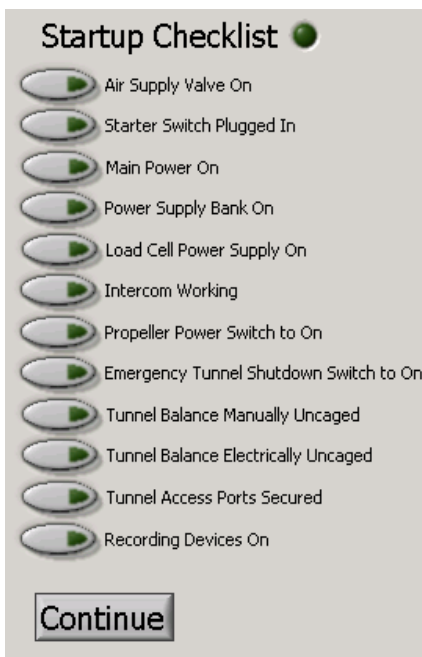 Startup Checklist
Air Supply Valve On
Starter Switch Plugged In
Main Power On
Power Supply Bank On
Load Cell Power Supply On
Intercom Working
Propeller Power Switch to On
Emergency Tunnel Shutdown Switch to On
Tunnel Balance Manually Uncaged
Tunnel Balance Electrically Uncaged
Tunnel Access Ports Secured
Recording Devices On
Continue